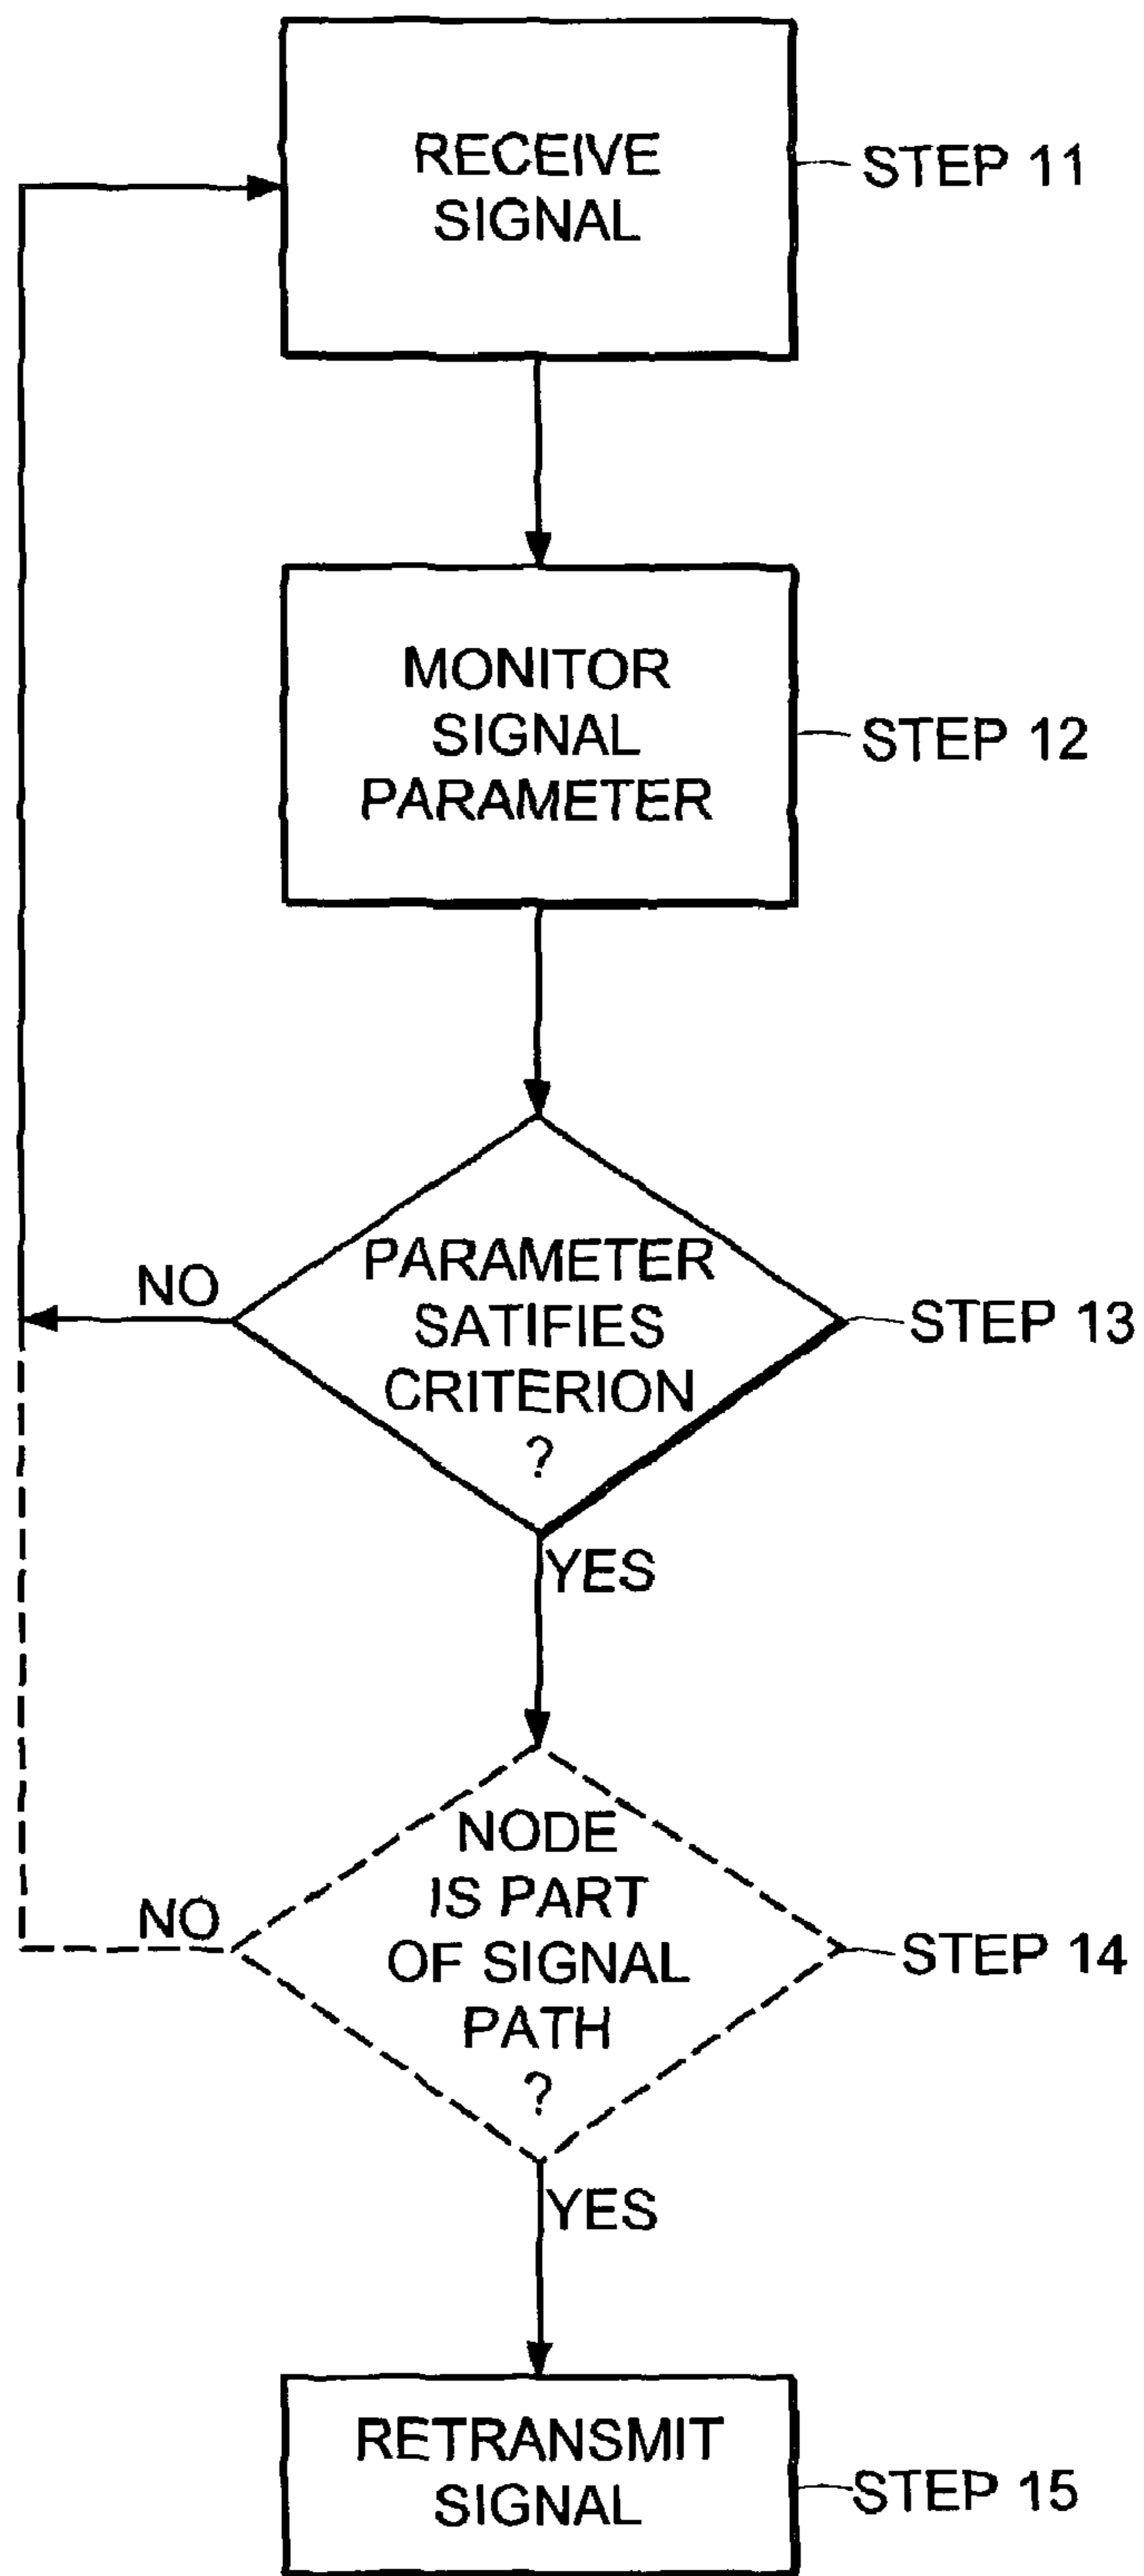 RECEIVE
SIGNAL
STEP 11
MONITOR
SIGNAL
PARAMETER
STEP 12
PARAMETER
SATIFIES
CRITERION
?
NO
STEP 13
YES
NODE
IS PART
OF SIGNAL
PATH
?
NO
STEP 14
YES
RETRANSMIT
SIGNAL
STEP 15